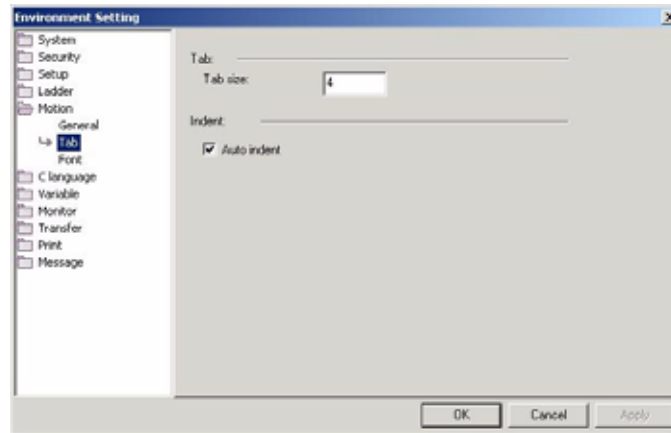 Environment Setting
System
Security
Setup
Ladder
Motion
General
Tab
Font
C language
Variable
Monitor
Transfer
Print
Message
Tab:
Tab size:
4
Indent:
Auto indent
OK
Cancel
Apply